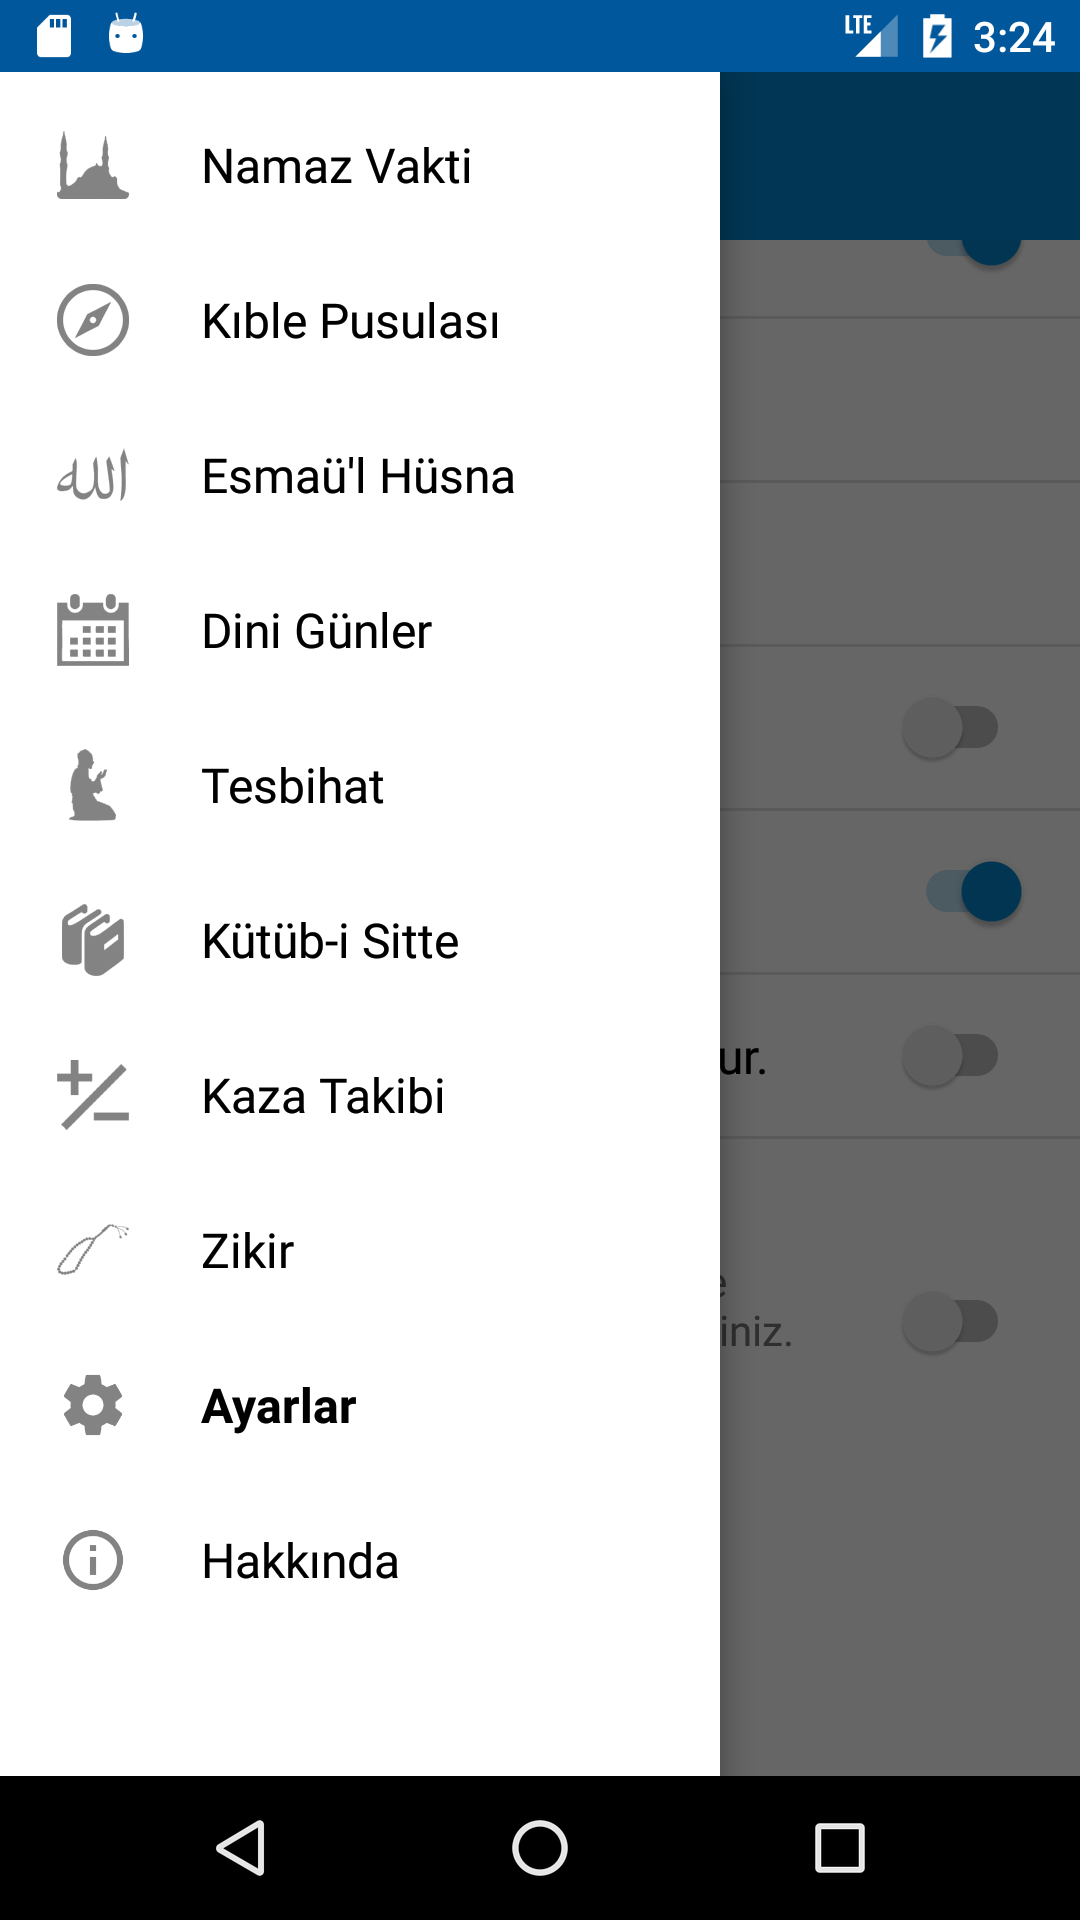 LTE 3:24
Namaz Vakti
Kıble Pusulası
الله
Esmaü'l Hüsna
Dini Günler
Tesbihat
Kütüb-i Sitte
ur.
Kaza Takibi
Zikir
e
iniz.
Ayarlar
Hakkında